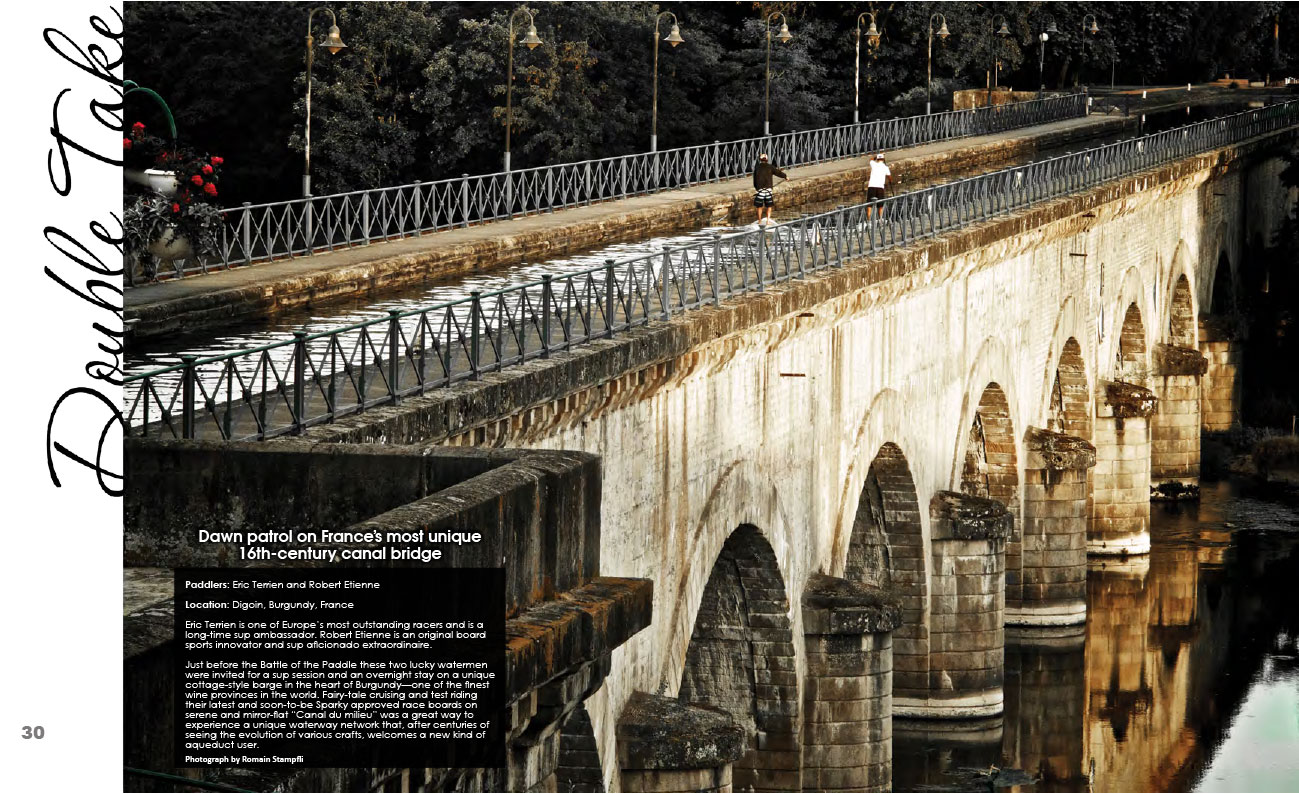 Double Take
Dawn patrol on France's most unique
16th-century canal bridge
Paddlers: Eric Terrien and Robert Etienne
Location: Digoin, Burgundy, France
Eric Terrien is one of Europe's most outstanding racers and is a
long-time sup ambassador. Robert Etienne is an original board
sports innovator and sup aficionado extraordinaire.
Just before the Battle of the Paddle these two lucky watermen
were invited for a sup session and an overnight stay on a unique
cottage-style barge in the heart of Burgundy—one of the finest
wine provinces in the world. Fairy-tale cruising and test riding
their latest and soon-to-be Sparky approved race boards on
serene and mirror-flat "Canal du milieu" was a great way to
experience a unique waterway network that, after centuries of
seeing the evolution of various crafts, welcomes a new kind of
aqueduct user.
Photograph by Romain Stampfli
30